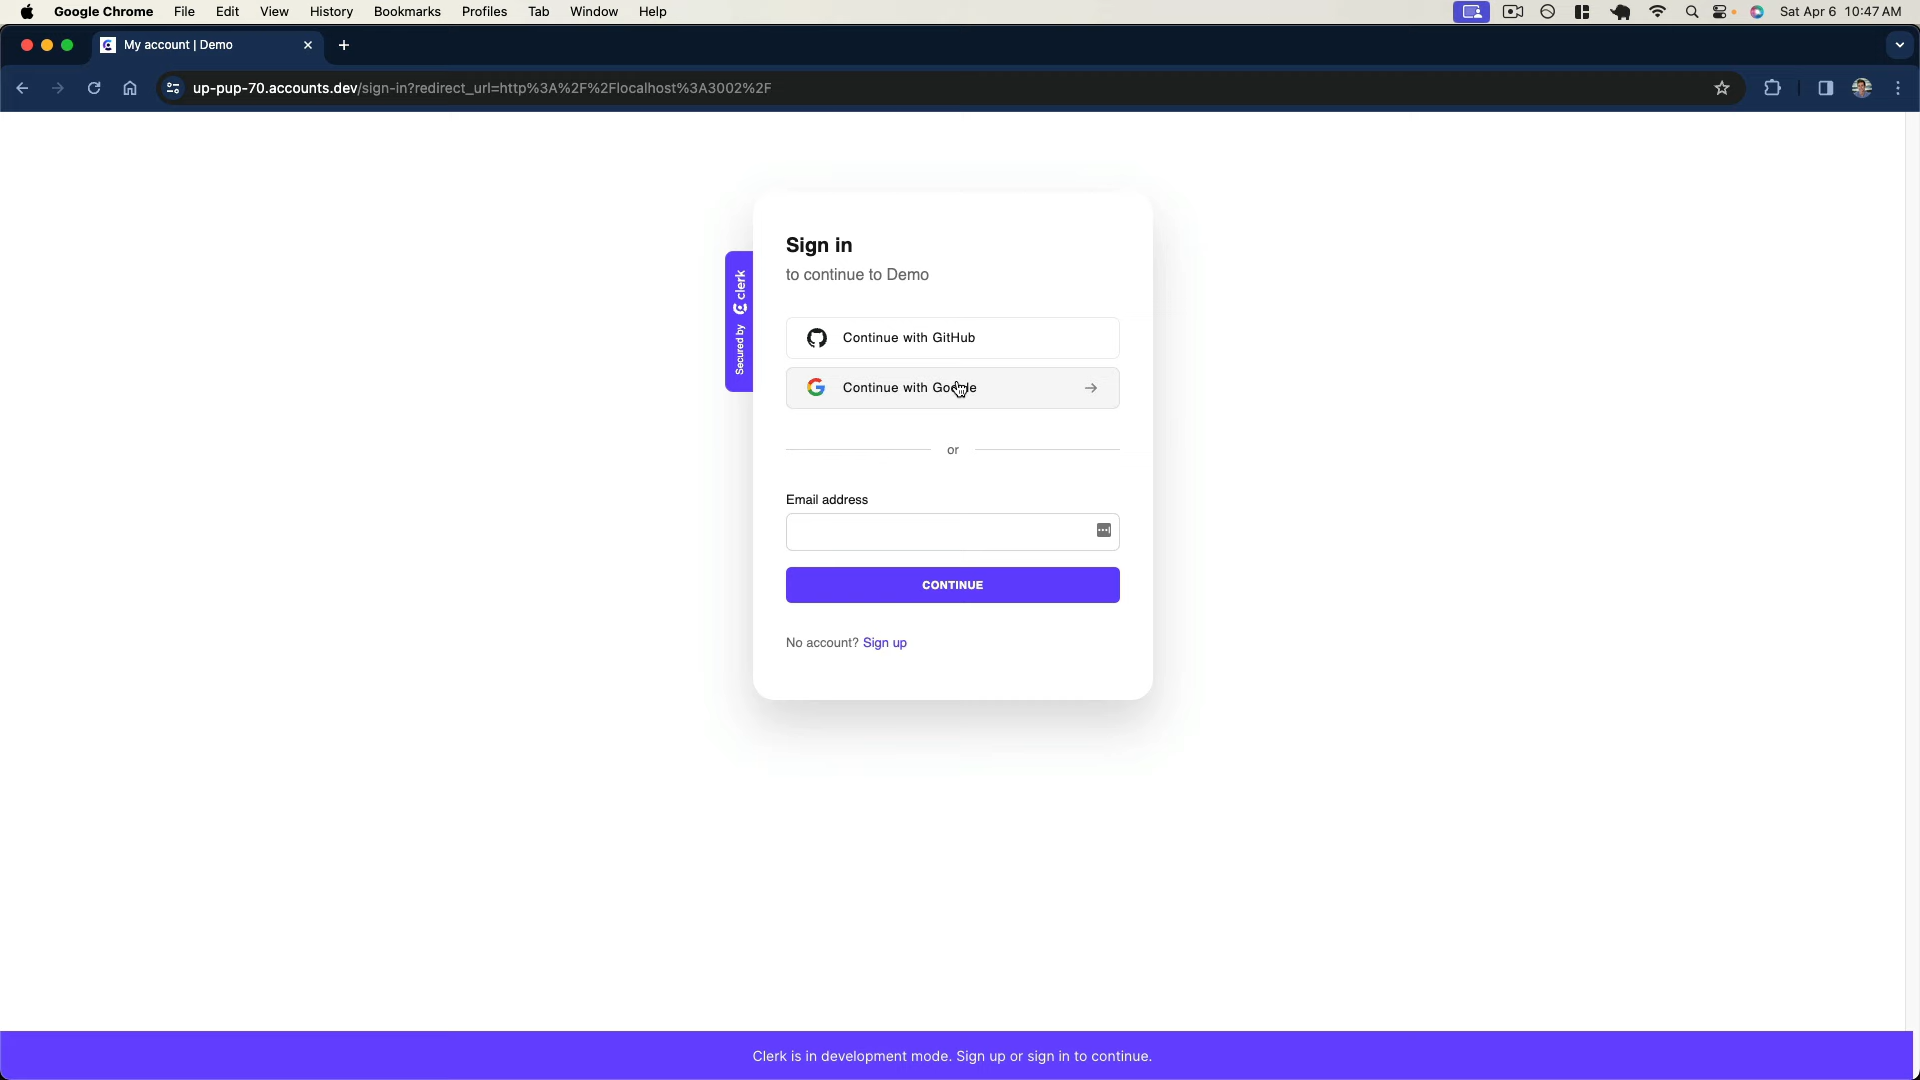 Google Chrome File Edit View History Bookmarks Profiles Tab Window Help Sat Apr 6 10:47 AM
My account | Demo
up-pup-70.accounts.dev/sign-in?redirect_url=http%3A%2F%2Flocalhost%3A3002%2F
Sign in
to continue to Demo
Secured by clerk
Continue with GitHub
Continue with Google
or
Email address
CONTINUE
No account? Sign up
Clerk is in development mode. Sign up or sign in to continue.